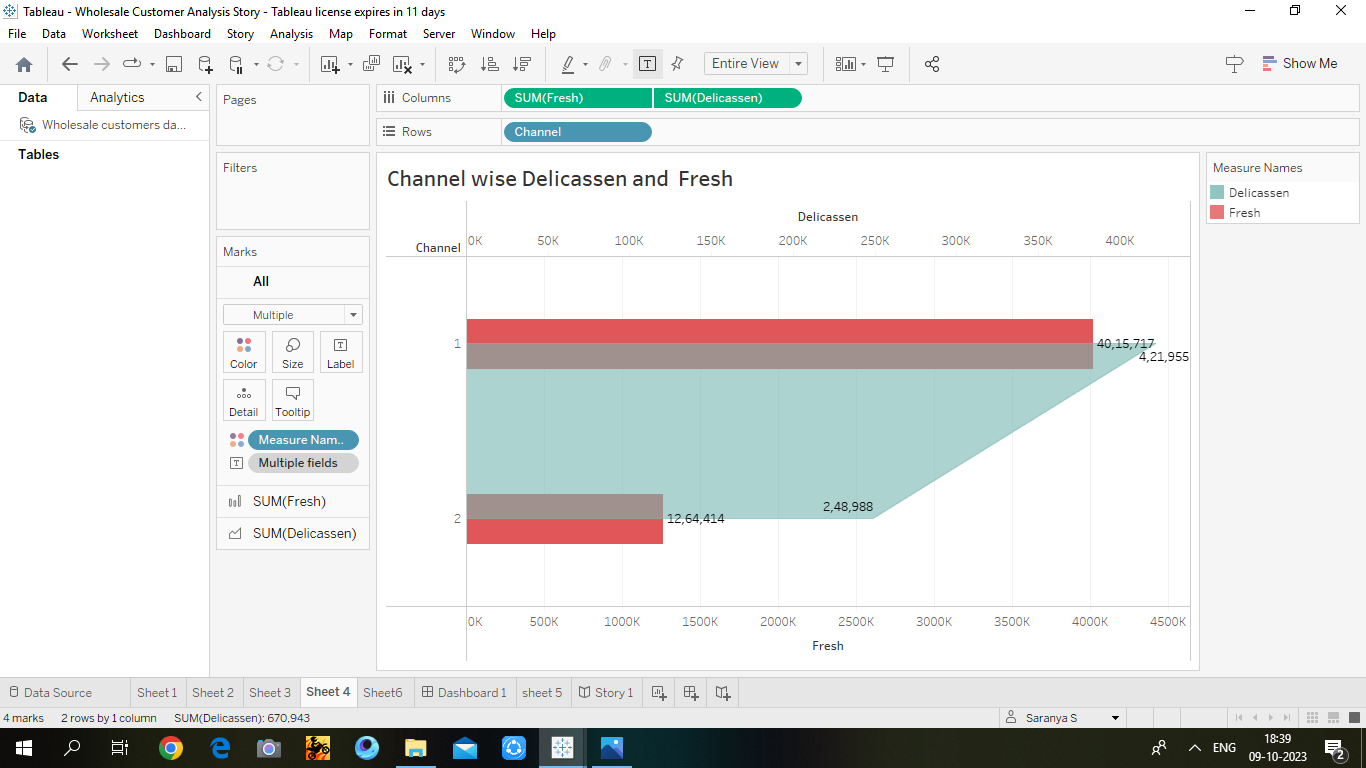 Tableau - Wholesale Customer Analysis Story - Tableau license expires in 11 days
File Data Worksheet Dashboard Story Analysis Map Format Server Window Help
Entire View
Show Me
Data Analytics
Wholesale customers da...
Tables
Pages
Filters
Marks
All
Multiple
Color Size Label
Detail Tooltip
Measure Nam..
Multiple fields
SUM(Fresh)
SUM(Delicassen)
Columns SUM(Fresh) SUM(Delicassen)
Rows Channel
Channel wise Delicassen and Fresh
Delicassen
Channel
0K 50K 100K 150K 200K 250K 300K 350K 400K
1
40,15,717
4,21,955
2,48,988
2
12,64,414
0K 500K 1000K 1500K 2000K 2500K 3000K 3500K 4000K 4500K
Fresh
Measure Names
Delicassen
Fresh
Data Source Sheet 1 Sheet 2 Sheet 3 Sheet 4 Sheet6 Dashboard 1 sheet 5 Story 1
4 marks 2 rows by 1 column SUM(Delicassen): 670,943 Saranya S
ENG
18:39
09-10-2023
2